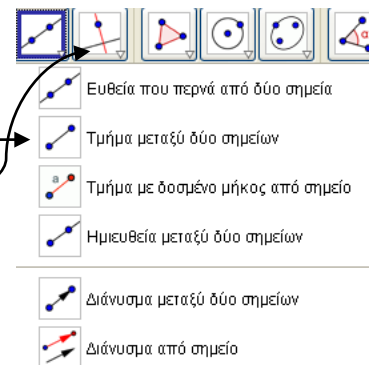 α
Ευθεία που περνά από δύο σημεία
Τμήμα μεταξύ δύο σημείων
a
Τμήμα με δοσμένο μήκος από σημείο
Ημιευθεία μεταξύ δύο σημείων
Διάνυσμα μεταξύ δύο σημείων
Διάνυσμα από σημείο